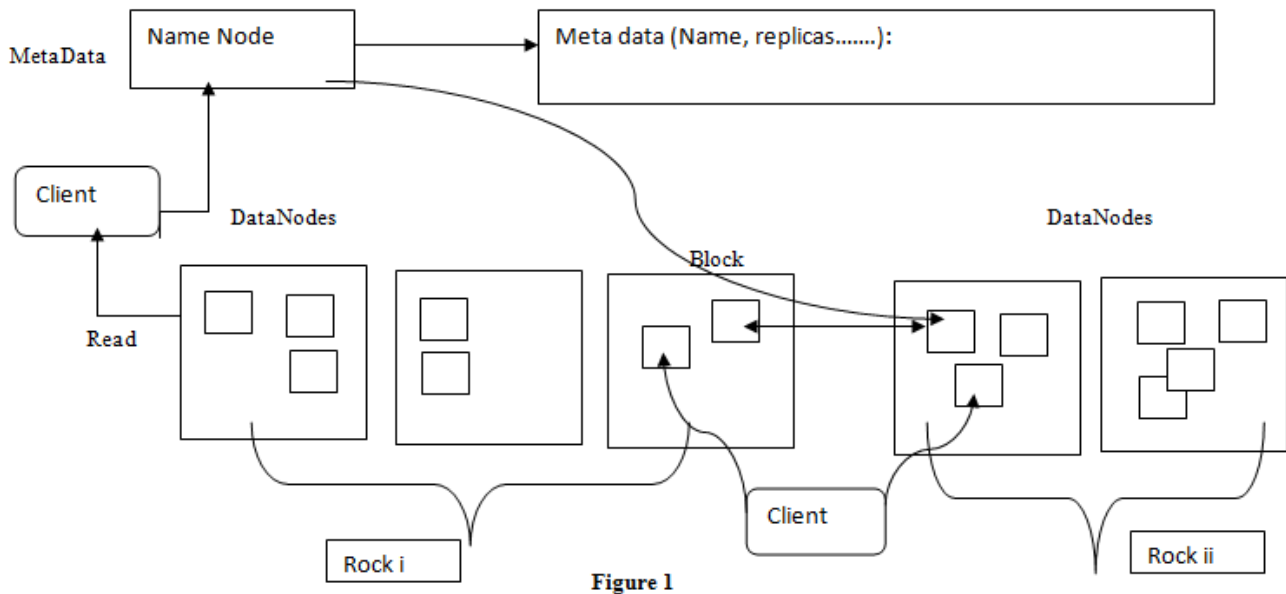 Name Node
Meta data (Name, replicas.......):
MetaData
Client
DataNodes
DataNodes
Block
Read
Client
Rock i
Rock ii
Figure 1